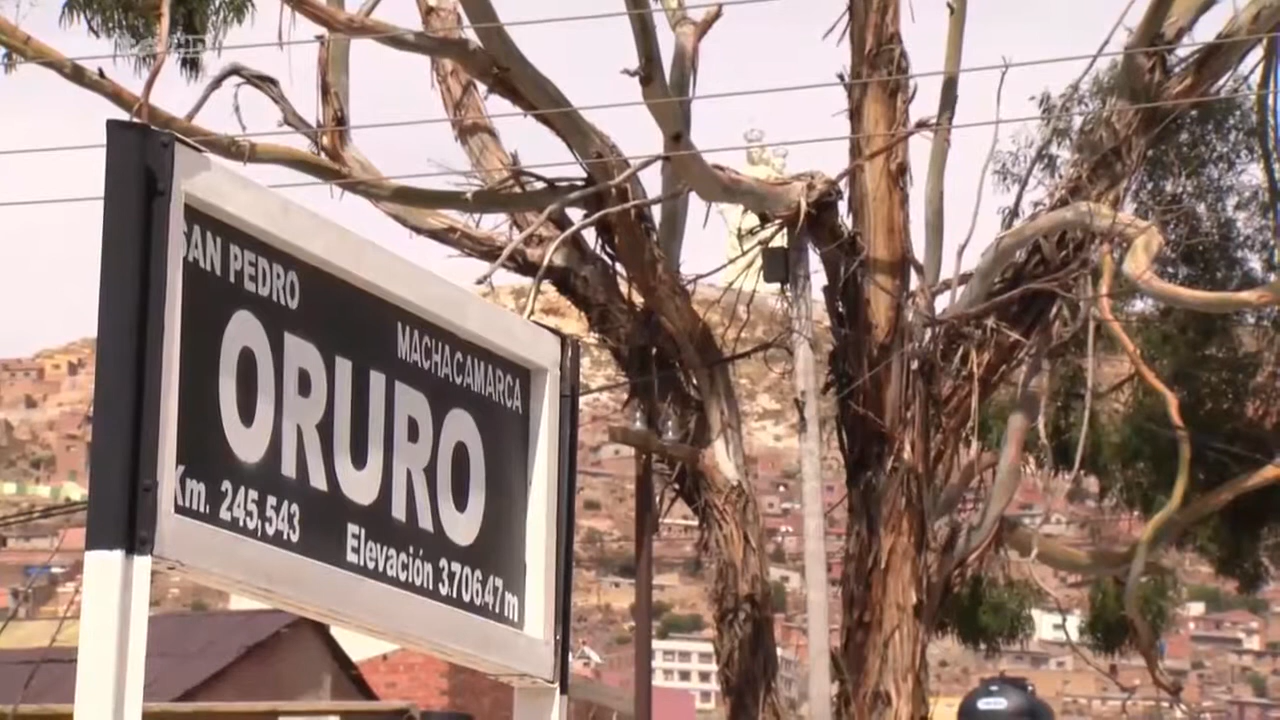 SAN PEDRO
MACHACAMARCA
ORURO
Km. 245,543
Elevación 3.706.47 m